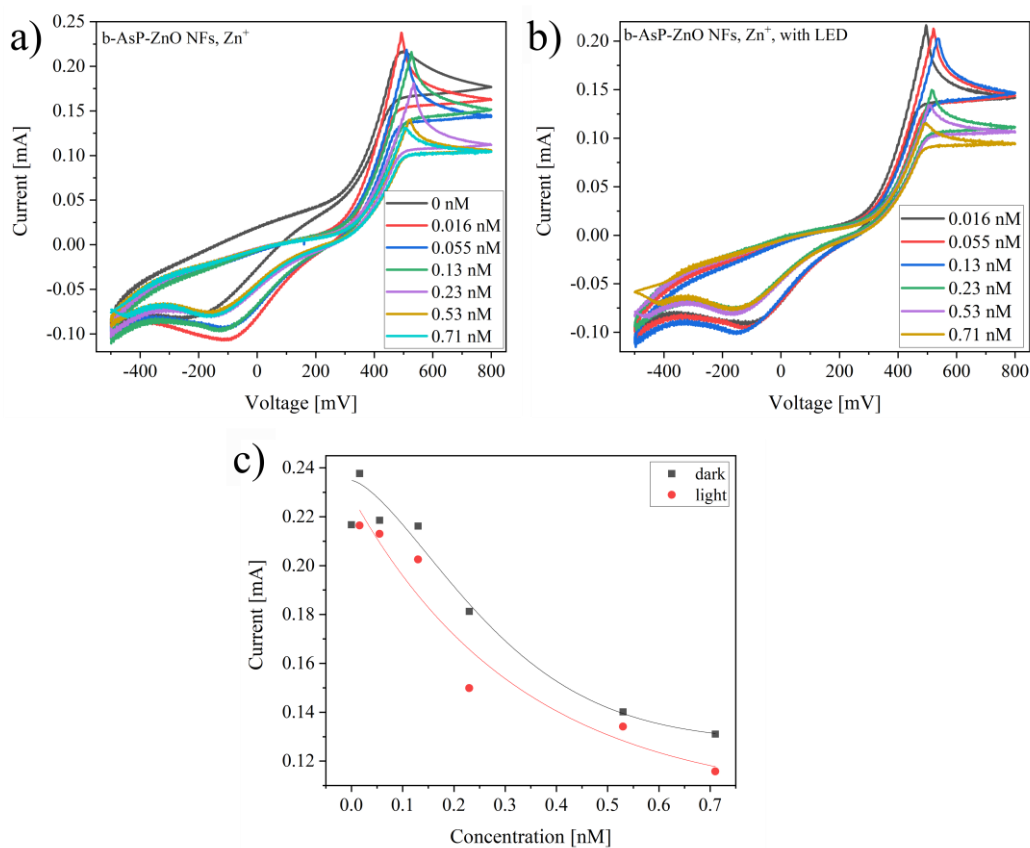 a)
b-AsP-ZnO NFs, Zn⁺
Current [mA]
0.25
0.20
0.15
0.10
0.05
0.00
-0.05
-0.10
0 nM
0.016 nM
0.055 nM
0.13 nM
0.23 nM
0.53 nM
0.71 nM
-400 -200 0 200 400 600 800
Voltage [mV]
b)
b-AsP-ZnO NFs, Zn⁺, with LED
Current [mA]
0.20
0.15
0.10
0.05
0.00
-0.05
-0.10
0.016 nM
0.055 nM
0.13 nM
0.23 nM
0.53 nM
0.71 nM
-400 -200 0 200 400 600 800
Voltage [mV]
c)
Current [mA]
0.24
0.22
0.20
0.18
0.16
0.14
0.12
dark
light
0.0 0.1 0.2 0.3 0.4 0.5 0.6 0.7
Concentration [nM]